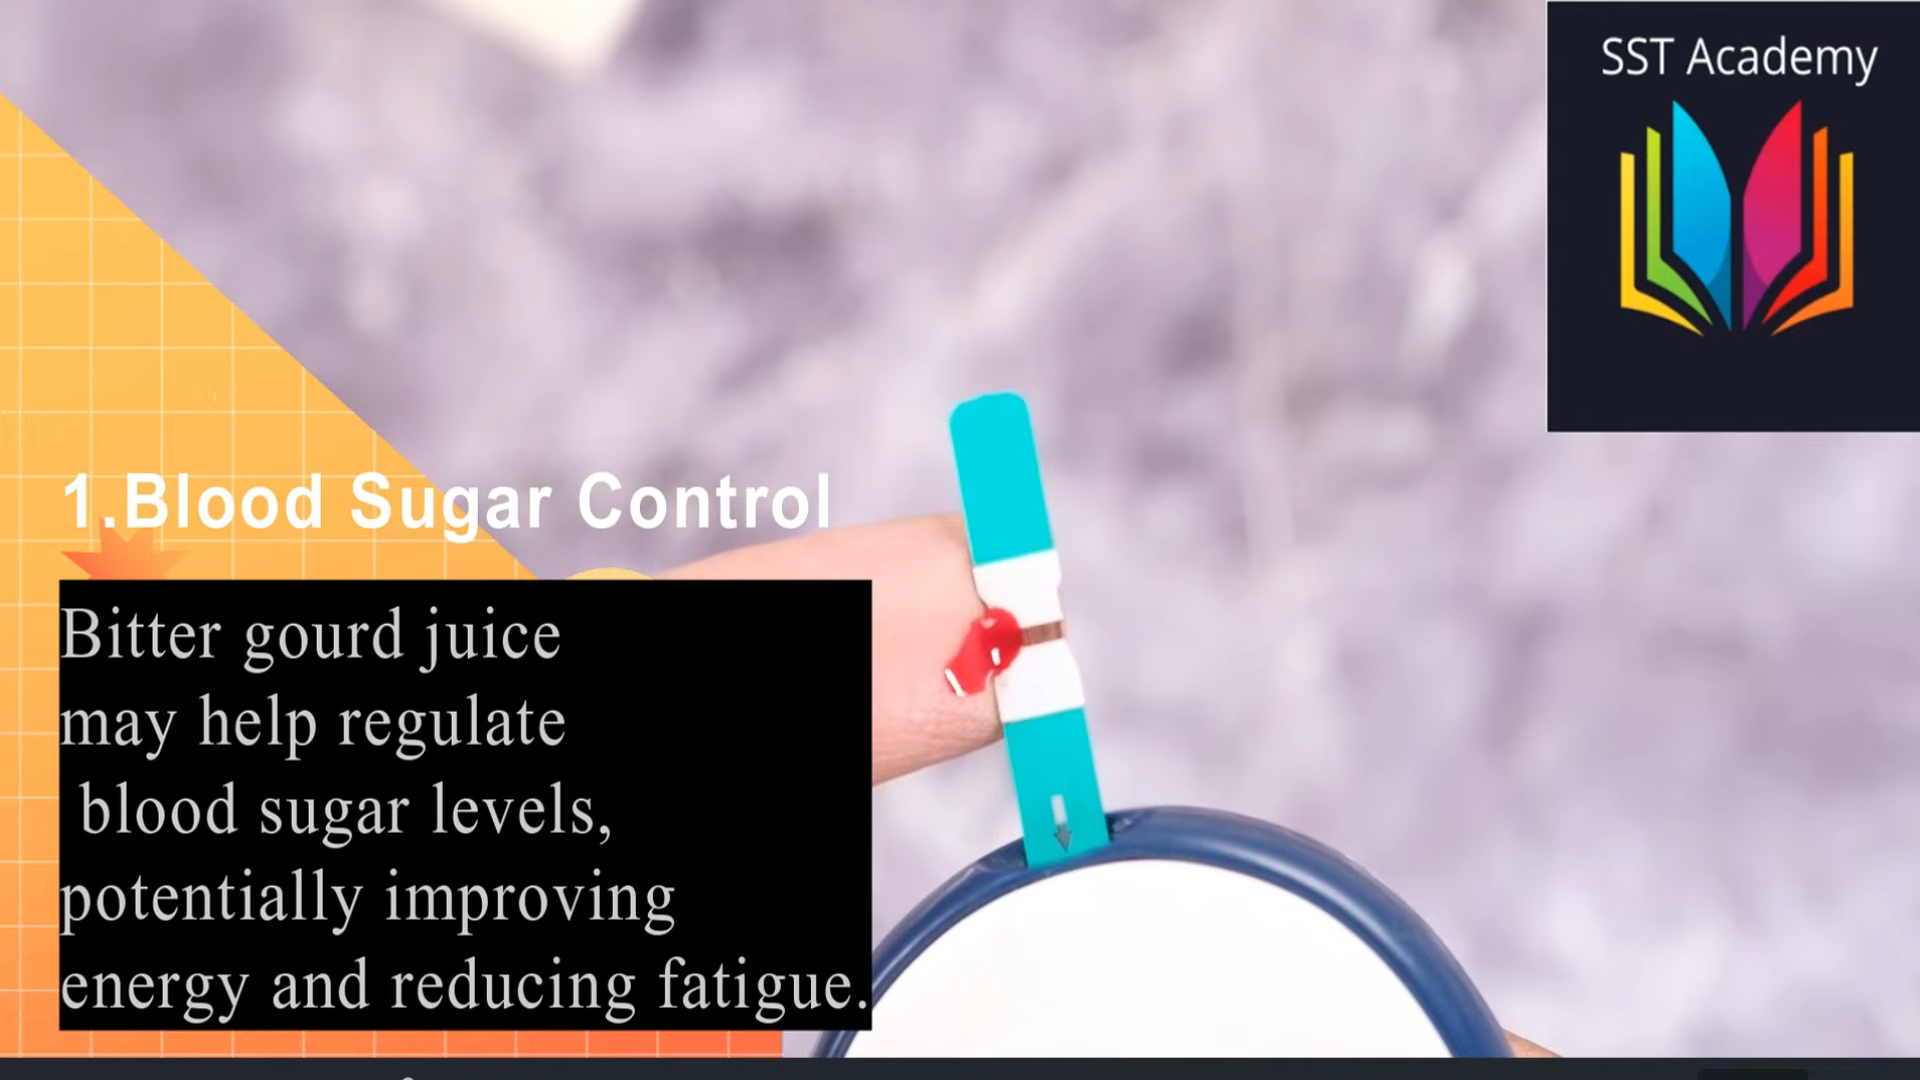 SST Academy
1.Blood Sugar Control
Bitter gourd juice
may help regulate
blood sugar levels,
potentially improving
energy and reducing fatigue.